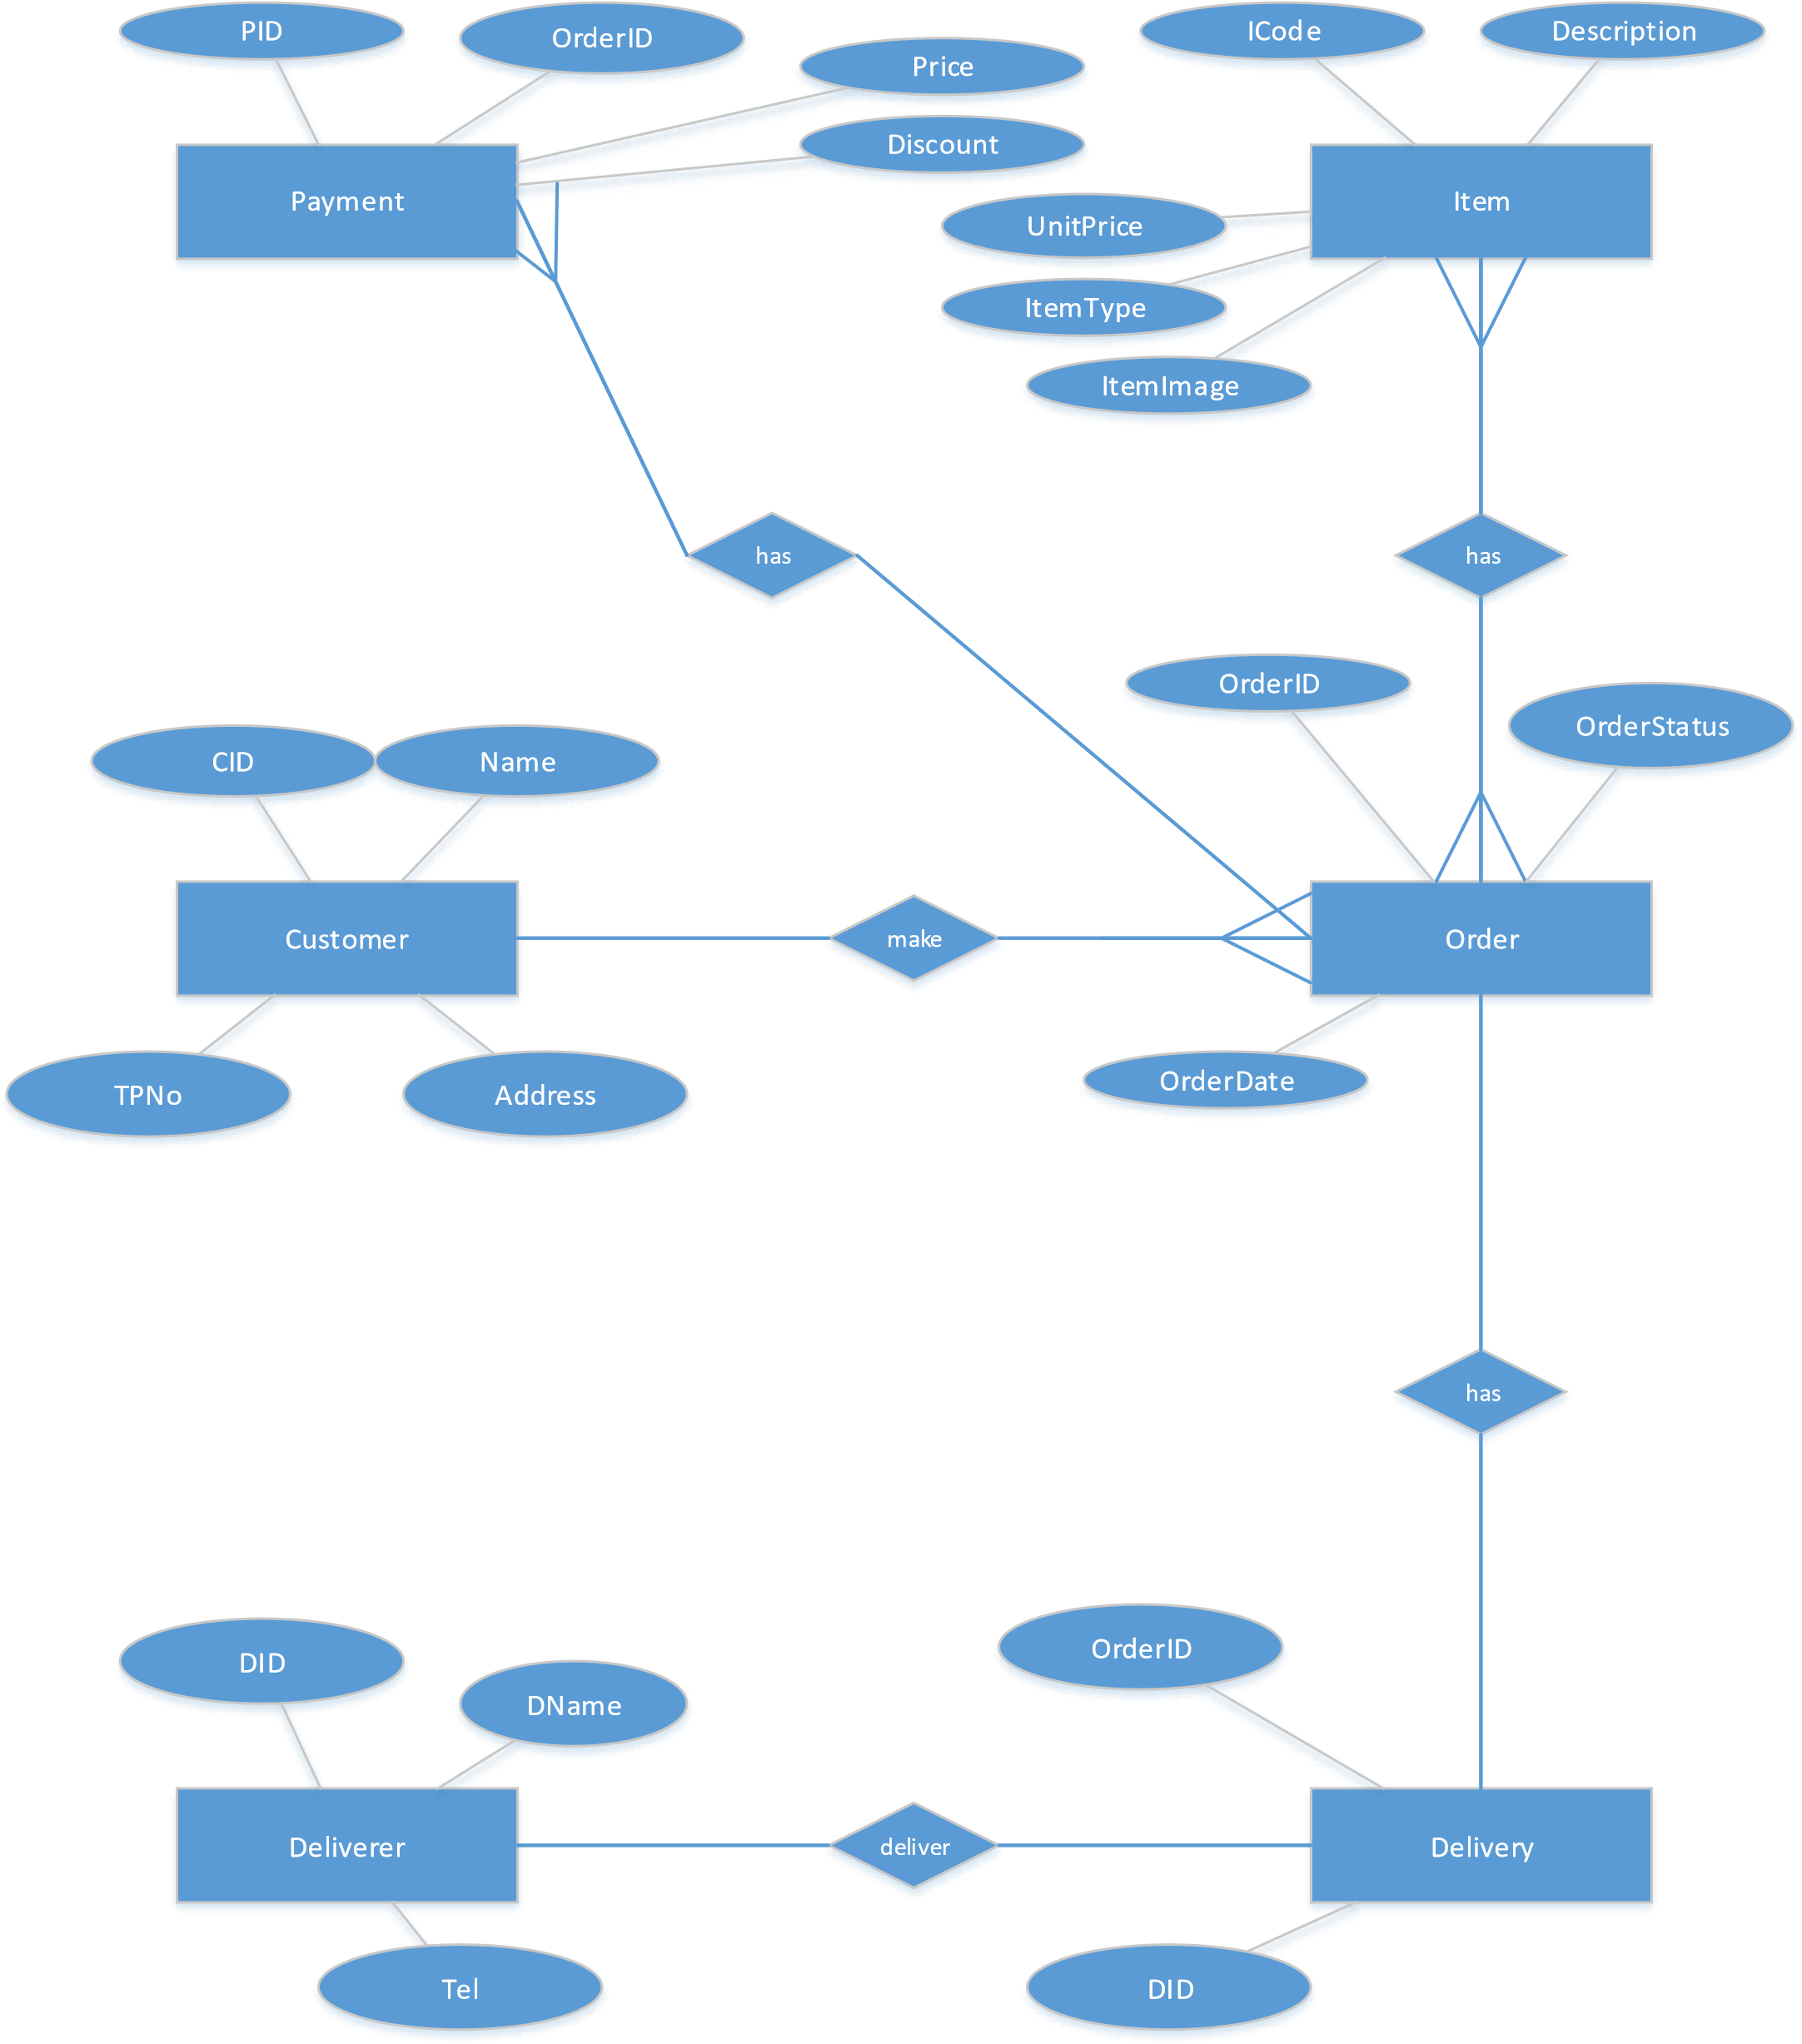 PID
OrderID
Price
Discount
Payment
ICode
Description
UnitPrice
Item
ItemType
ItemImage
has
has
OrderID
OrderStatus
CID
Name
Customer
make
Order
TPNo
Address
OrderDate
has
DID
DName
OrderID
Deliverer
deliver
Delivery
Tel
DID